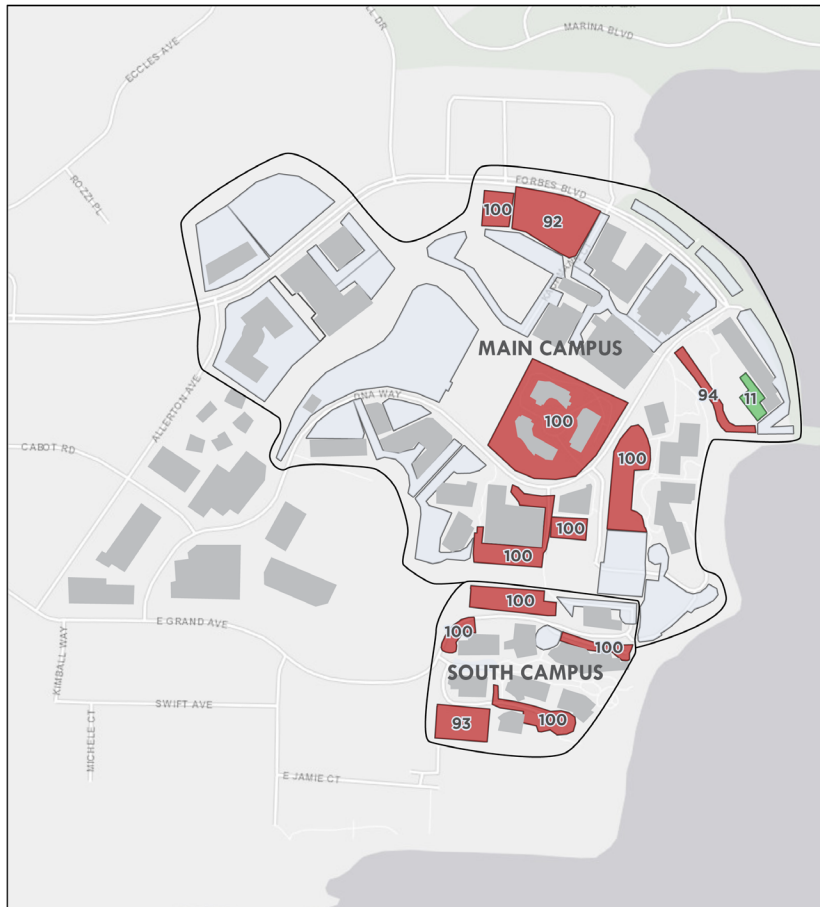 MARINA BLVD
LL DR
ECCLES AVE
ROZZI PL
FORBES BLVD
100
92
MAIN CAMPUS
94
11
DNA WAY
100
ALLERTON AVE
CABOT RD
100
100
100
100
E GRAND AVE
100
100
KIMBALL WAY
SOUTH CAMPUS
SWIFT AVE
93
100
MICHELE CT
E JAMIE CT